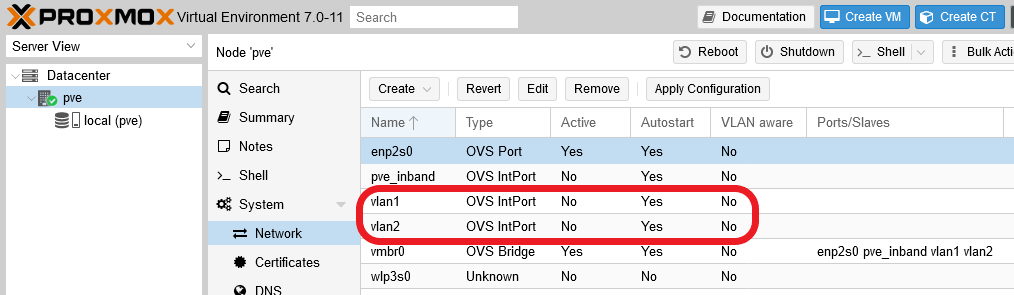 PROXMOX Virtual Environment 7.0-11 Search Documentation Create VM Create CT
Server View
Node 'pve' Reboot Shutdown Shell Bulk Acti
Datacenter
pve
local (pve)
Search
Summary
Notes
Shell
System
Network
Certificates
DNS
Create Revert Edit Remove Apply Configuration
Name Type Active Autostart VLAN aware Ports/Slaves
enp2s0 OVS Port Yes Yes No
pve_inband OVS IntPort No Yes No
vlan1 OVS IntPort No Yes No
vlan2 OVS IntPort No Yes No
vmbr0 OVS Bridge Yes Yes No enp2s0 pve_inband vlan1 vlan2
wlp3s0 Unknown No No No